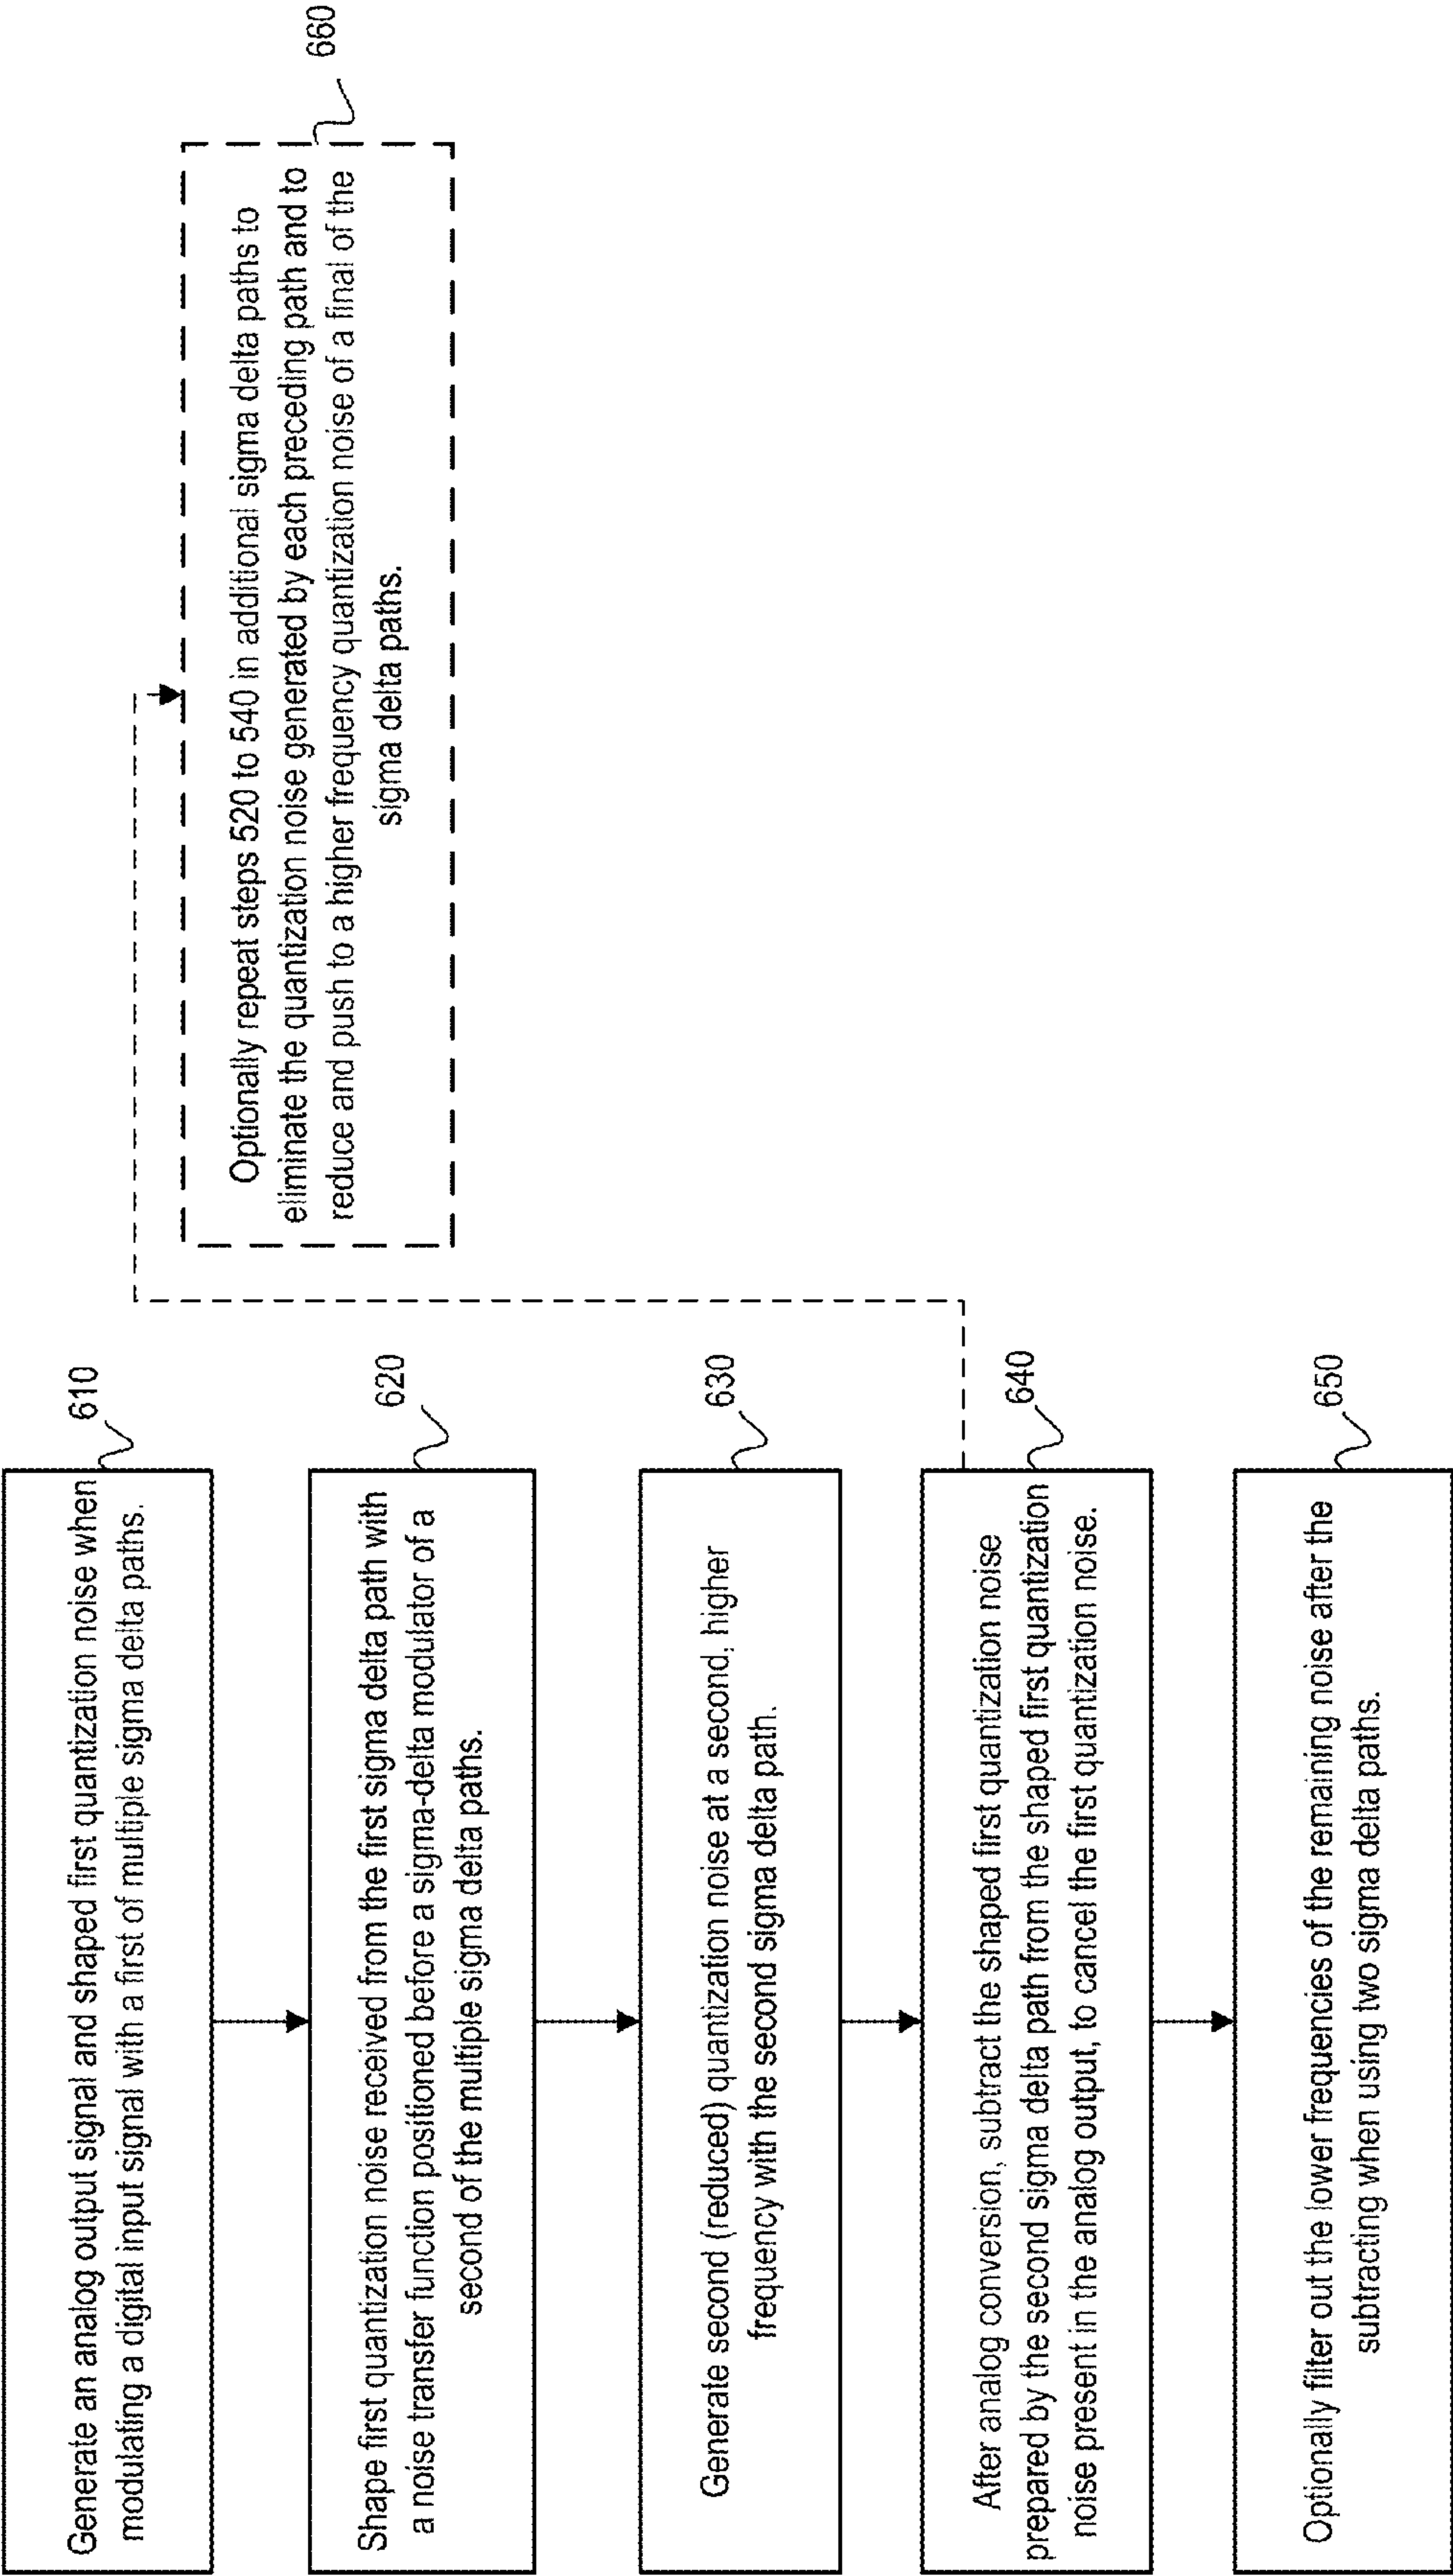 Generate an analog output signal and shaped first quantization noise when
modulating a digital input signal with a first of multiple sigma delta paths.
610
Shape first quantization noise received from the first sigma delta path with
a noise transfer function positioned before a sigma-delta modulator of a
second of the multiple sigma delta paths.
620
Generate second (reduced) quantization noise at a second, higher
frequency with the second sigma delta path.
630
After analog conversion, subtract the shaped first quantization noise
prepared by the second sigma delta path from the shaped first quantization
noise present in the analog output, to cancel the first quantization noise.
640
Optionally filter out the lower frequencies of the remaining noise after the
subtracting when using two sigma delta paths.
650
Optionally repeat steps 520 to 540 in additional sigma delta paths to
eliminate the quantization noise generated by each preceding path and to
reduce and push to a higher frequency quantization noise of a final of the
sigma delta paths.
660